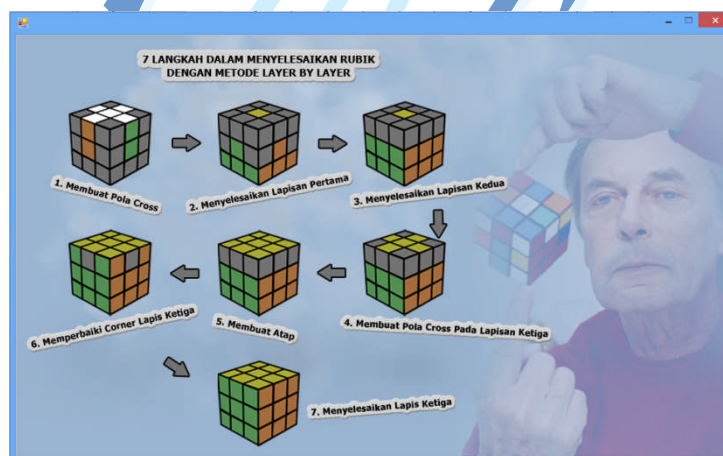 7 LANGKAH DALAM MENYELESAIKAN RUBIK
DENGAN METODE LAYER BY LAYER
1. Membuat Pola Cross
2. Menyelesaikan Lapisan Pertama
3. Menyelesaikan Lapisan Kedua
4. Membuat Pola Cross Pada Lapisan Ketiga
5. Membuat Atap
6. Memperbaiki Corner Lapis Ketiga
7. Menyelesaikan Lapis Ketiga